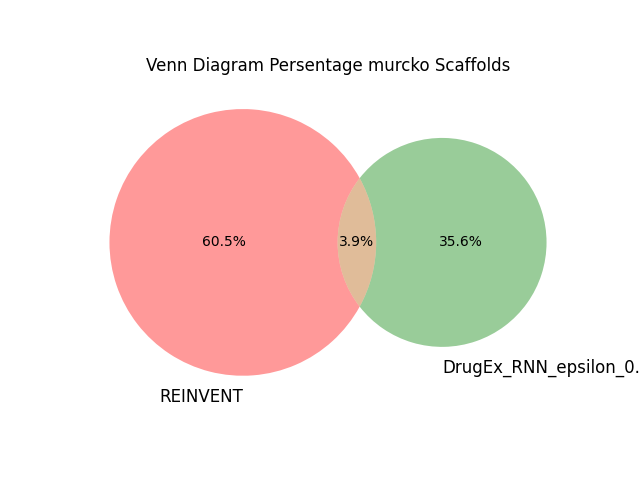 Venn Diagram Persentage murcko Scaffolds
60.5%
3.9%
35.6%
DrugEx_RNN_epsilon_0.
REINVENT